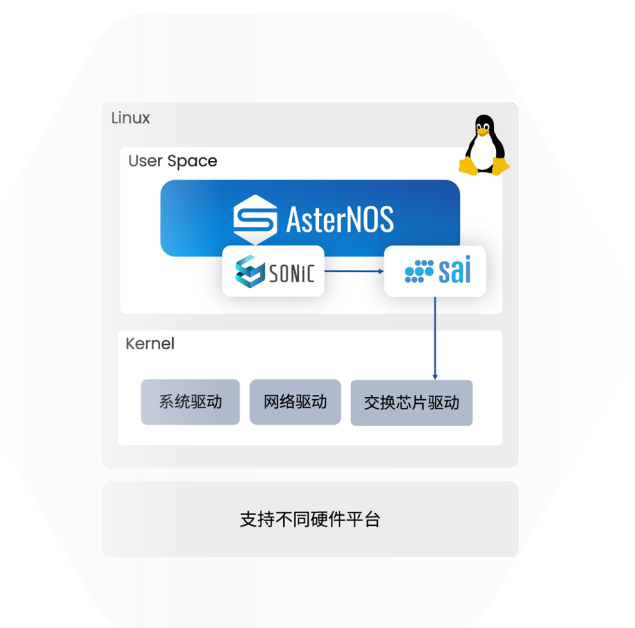 Linux
User Space
AsterNOS
SONiC
sai
Kernel
系统驱动
网络驱动
交换芯片驱动
支持不同硬件平台